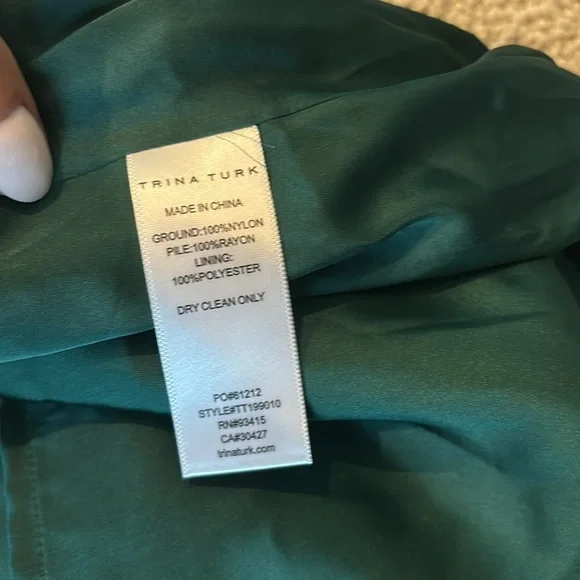 TRINA TURK
MADE IN CHINA
GROUND:100%NYLON
PILE:100%RAYON
LINING:
100%POLYESTER
DRY CLEAN ONLY
PO#61212
STYLE#TT199010
RN#93415
CA#30427
trinaturk.com